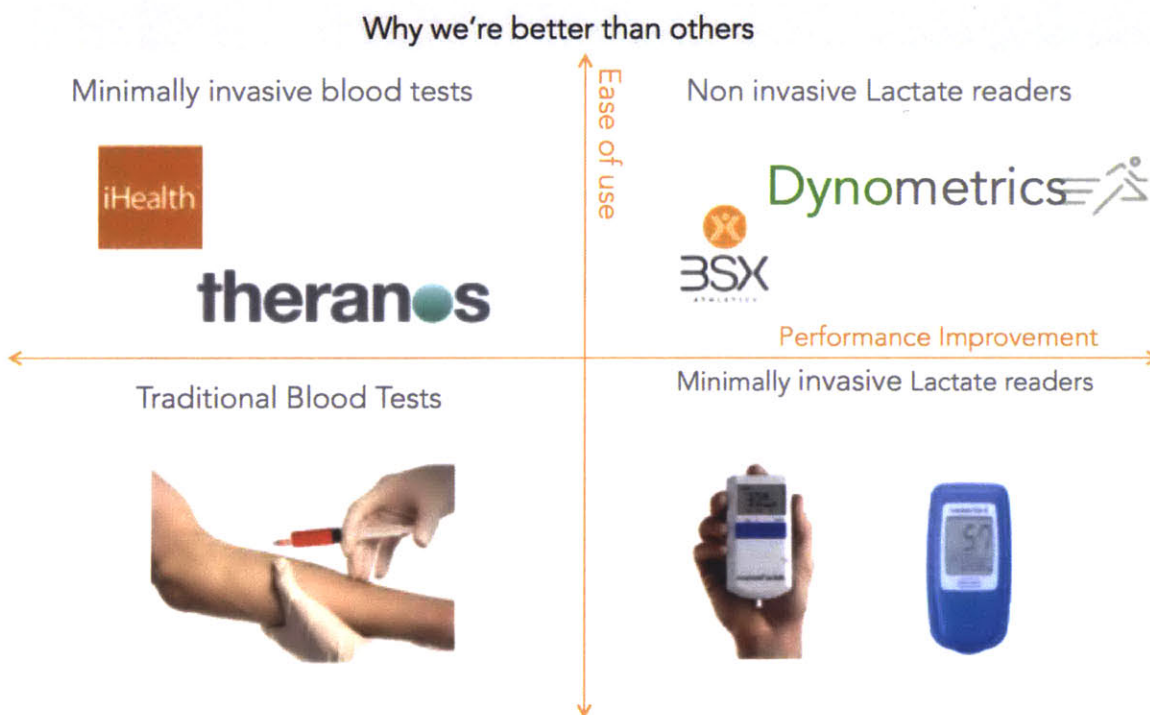 Why we're better than others
Minimally invasive blood tests
Ease of use
Non invasive Lactate readers
iHealth
theranos
Dynometrics
BSX
ATHLETICS
Performance Improvement
Traditional Blood Tests
Minimally invasive Lactate readers